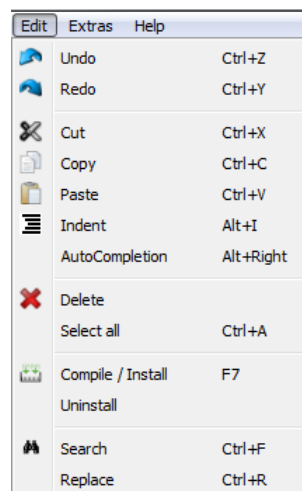 Edit Extras Help
Undo Ctrl+Z
Redo Ctrl+Y
Cut Ctrl+X
Copy Ctrl+C
Paste Ctrl+V
Indent Alt+I
AutoCompletion Alt+Right
Delete
Select all Ctrl+A
Compile / Install F7
Uninstall
Search Ctrl+F
Replace Ctrl+R